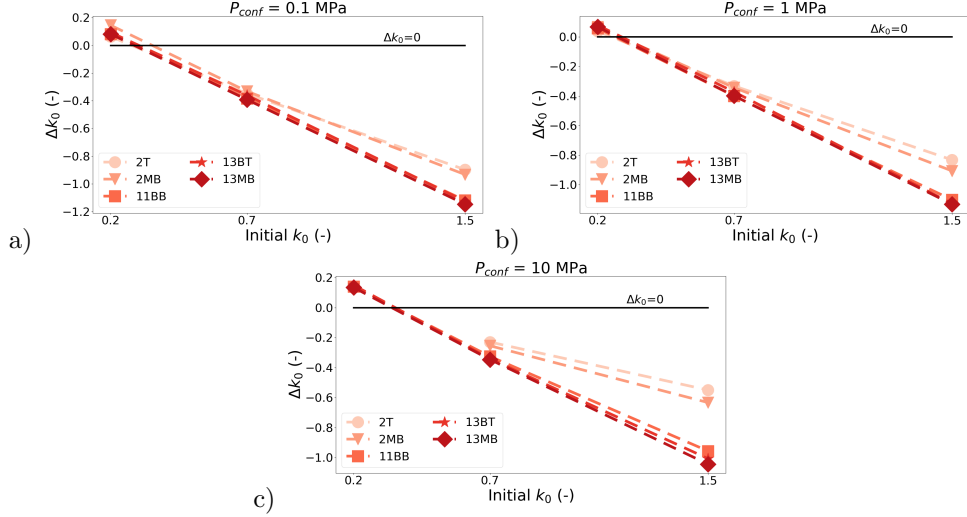 P_conf = 0.1 MPa
0.2
0.0
−0.2
−0.4
−0.6
−0.8
−1.0
−1.2
Δk₀ (-)
Δk₀=0
2T
2MB
11BB
13BT
13MB
0.2
0.7
1.5
Initial k₀ (-)
a)
P_conf = 1 MPa
0.0
−0.2
−0.4
−0.6
−0.8
−1.0
Δk₀ (-)
Δk₀=0
2T
2MB
11BB
13BT
13MB
0.2
0.7
1.5
Initial k₀ (-)
b)
P_conf = 10 MPa
0.2
0.0
−0.2
−0.4
−0.6
−0.8
−1.0
Δk₀ (-)
Δk₀=0
2T
2MB
11BB
13BT
13MB
0.2
0.7
1.5
Initial k₀ (-)
c)